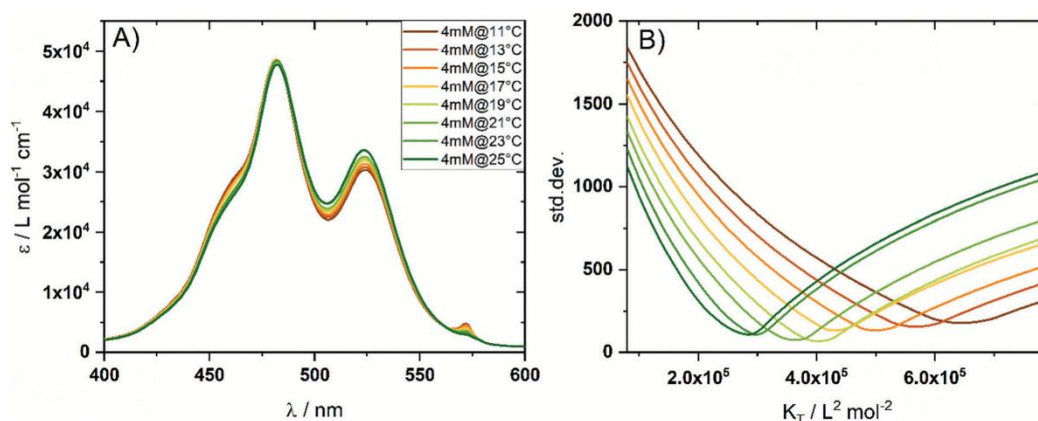 A)
5x10⁴
4x10⁴
3x10⁴
2x10⁴
1x10⁴
0
ε / L mol⁻¹ cm⁻¹
4mM@11°C
4mM@13°C
4mM@15°C
4mM@17°C
4mM@19°C
4mM@21°C
4mM@23°C
4mM@25°C
400 450 500 550 600
λ / nm
B)
2000
1500
1000
500
0
std.dev.
2.0x10⁵ 4.0x10⁵ 6.0x10⁵
K_T / L² mol⁻²